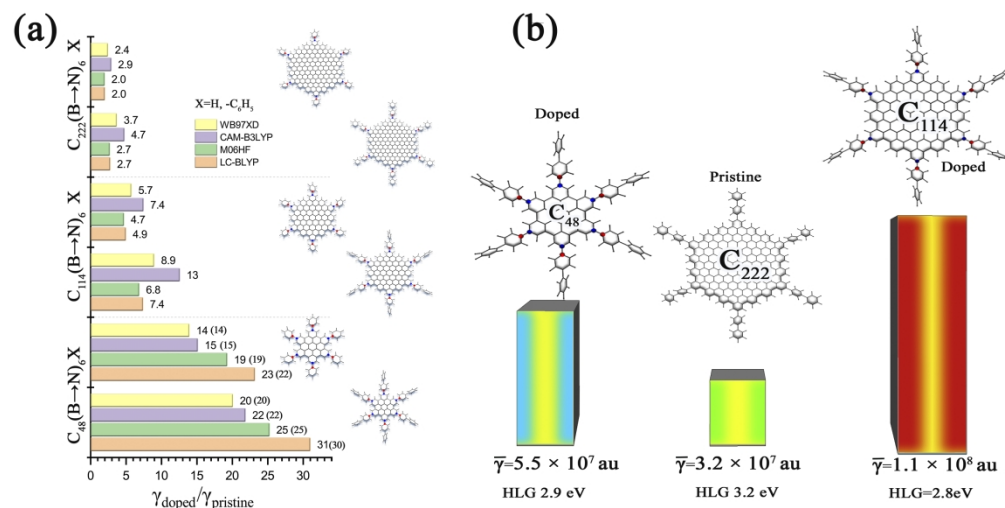 (a)
X=H, -C₆H₅
WB97XD
CAM-B3LYP
M06HF
LC-BLYP
C₂₂₂(B→N)₆ X
2.4
2.9
2.0
2.0
3.7
4.7
2.7
2.7
C₁₁₄(B→N)₆ X
5.7
7.4
4.7
4.9
8.9
13
6.8
7.4
C₄₈(B→N)₆X
14 (14)
15 (15)
19 (19)
23 (22)
20 (20)
22 (22)
25 (25)
31(30)
0 5 10 15 20 25 30
γdoped/γpristine
(b)
Doped
C₄₈
γ̄=5.5 × 10⁷ au
HLG 2.9 eV
Pristine
C₂₂₂
γ̄=3.2 × 10⁷ au
HLG 3.2 eV
C₁₁₄
Doped
γ̄=1.1 × 10⁸ au
HLG=2.8eV